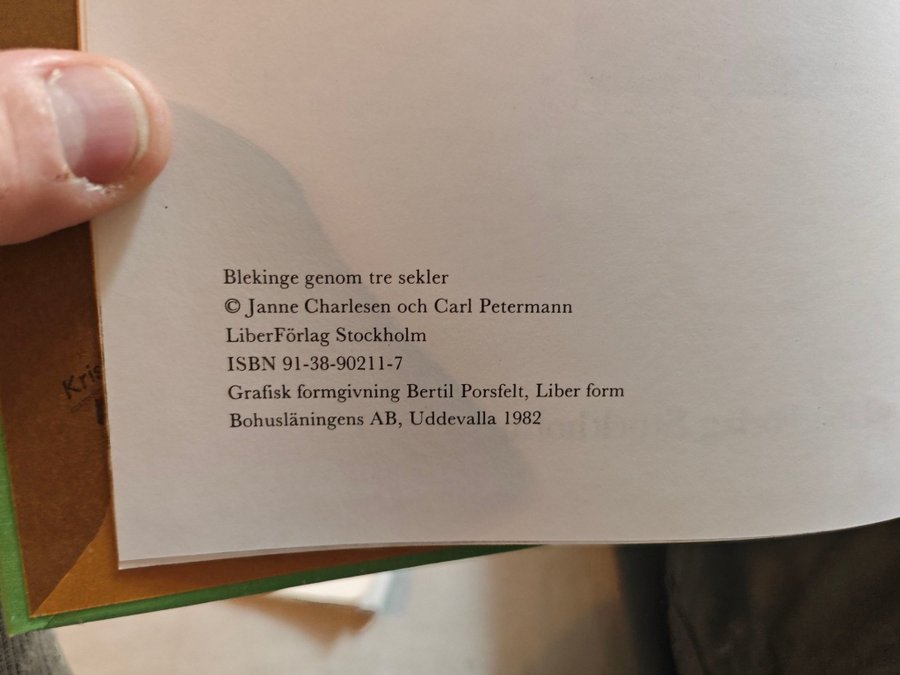 Blekinge genom tre sekler
© Janne Charlesen och Carl Petermann
LiberFörlag Stockholm
ISBN 91-38-90211-7
Grafisk formgivning Bertil Porsfelt, Liber form
Bohusläningens AB, Uddevalla 1982